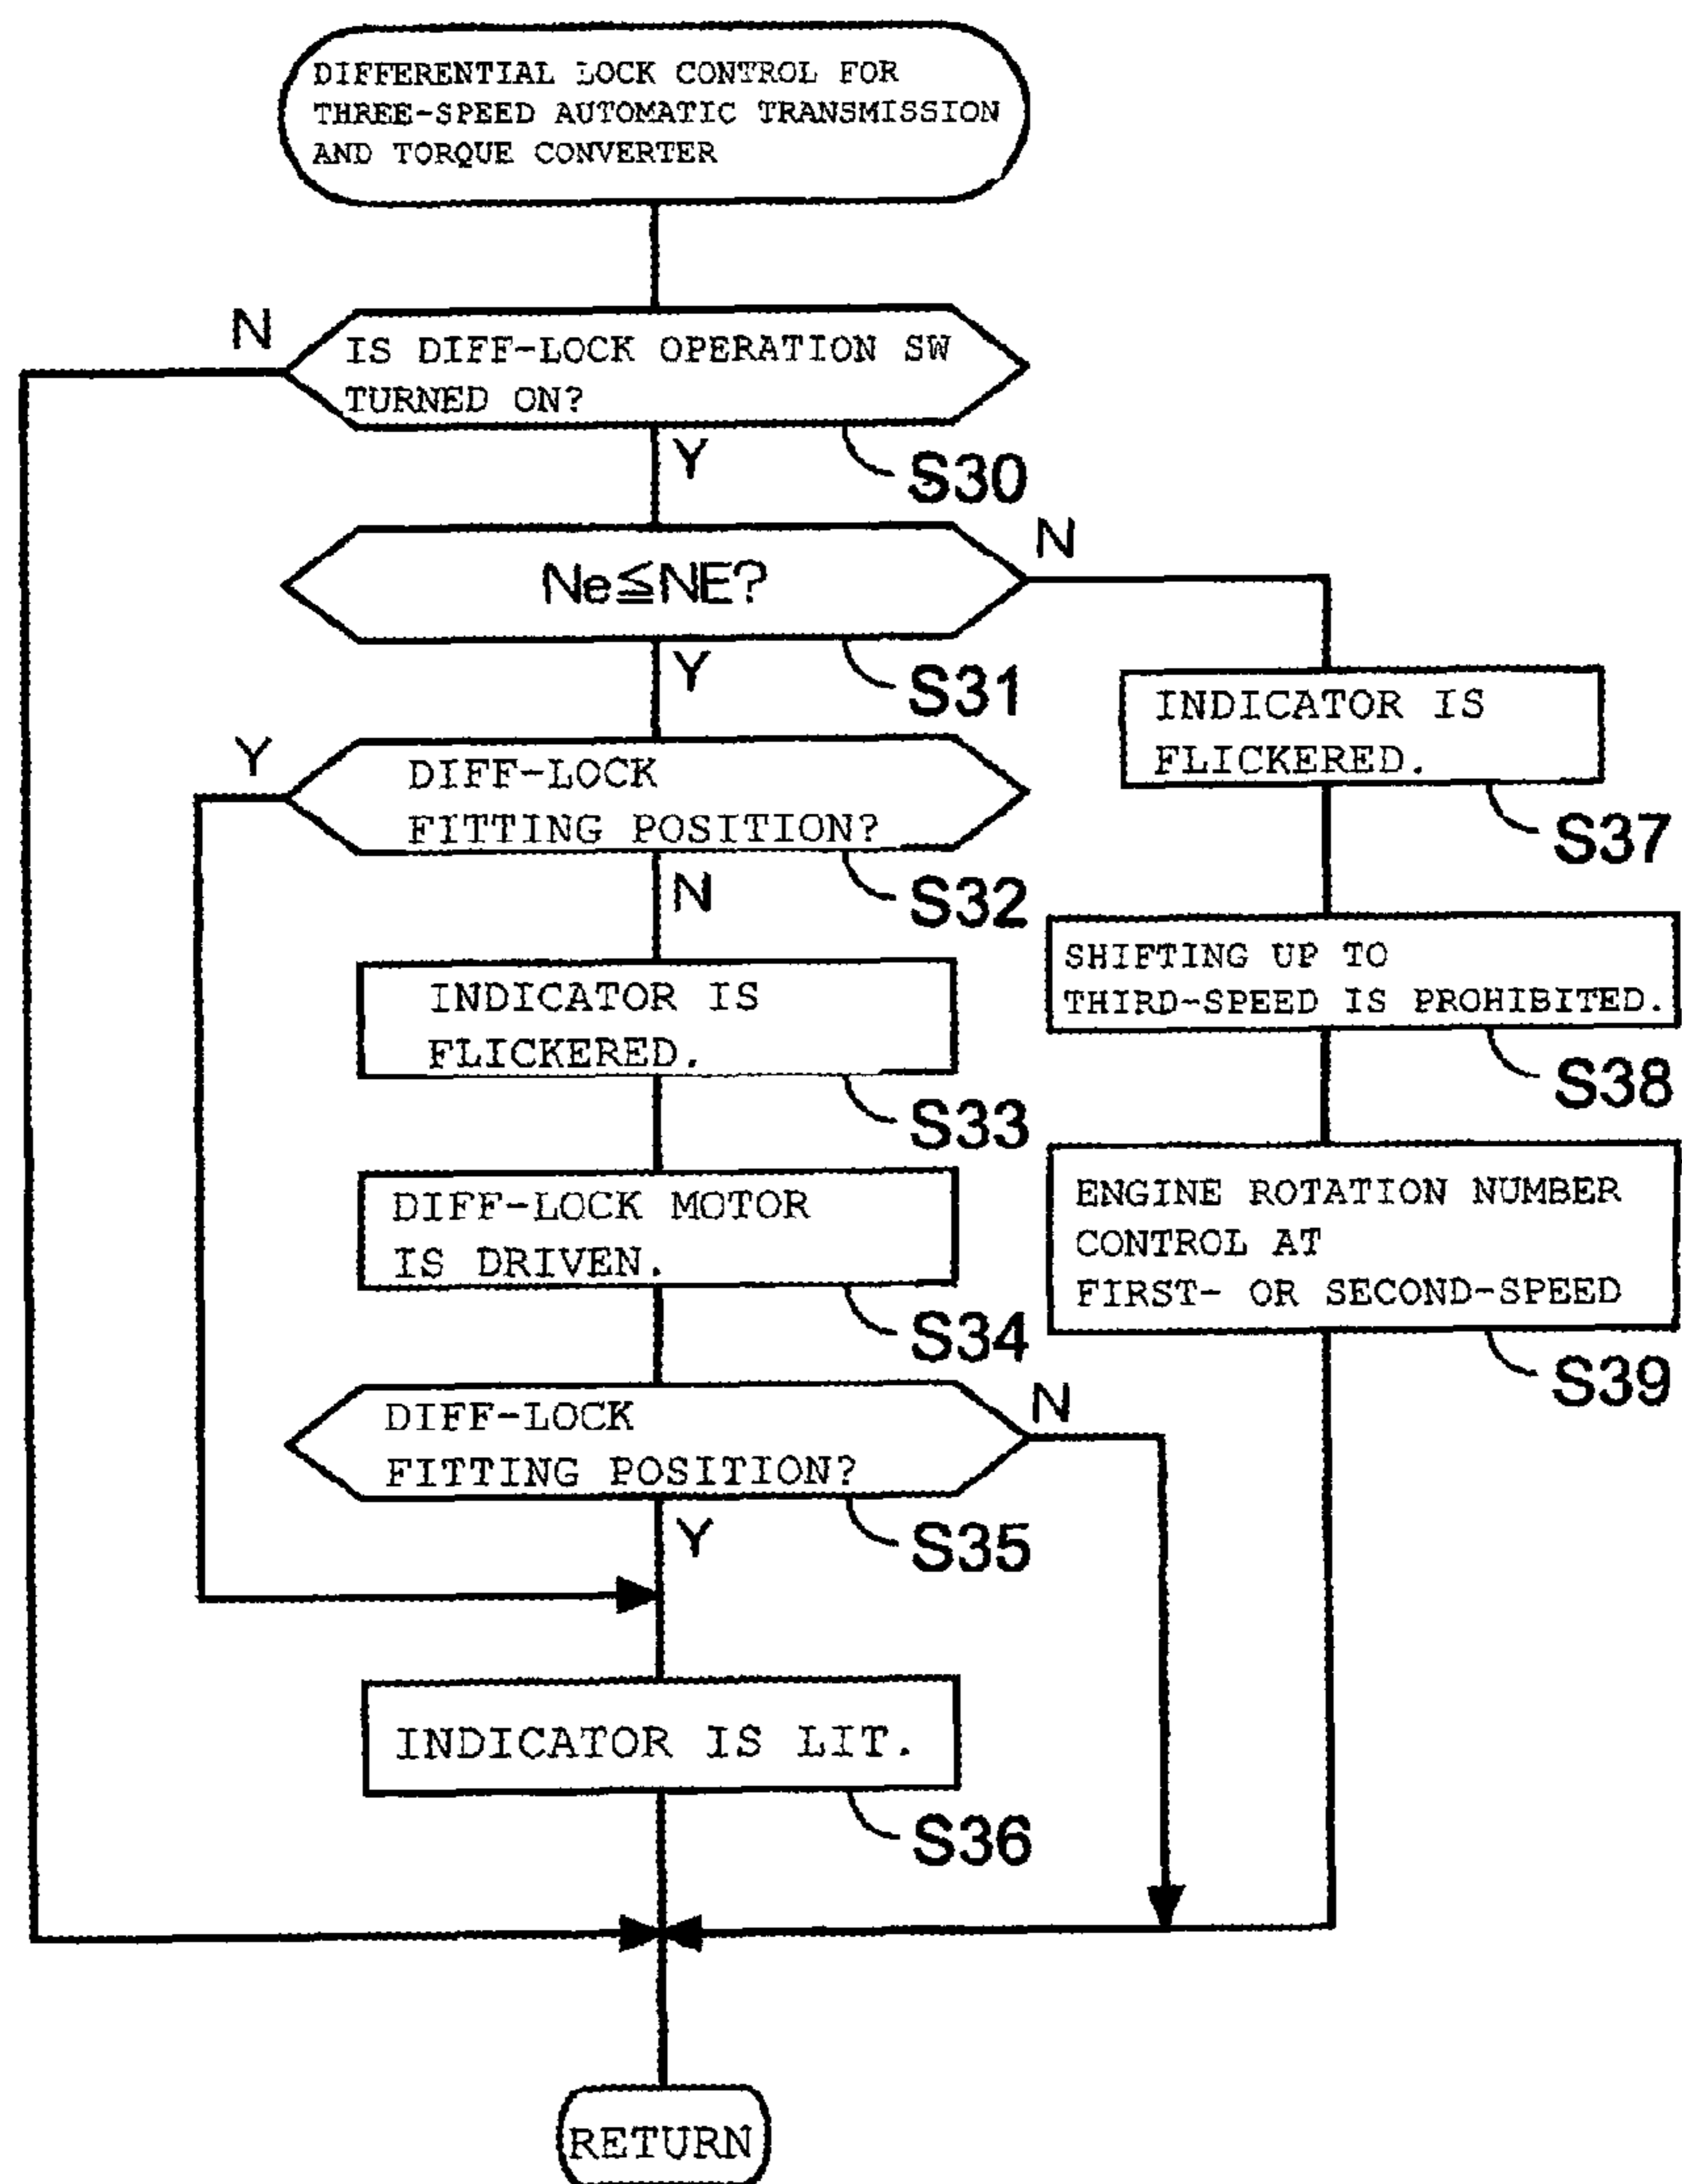 DIFFERENTIAL LOCK CONTROL FOR
THREE-SPEED AUTOMATIC TRANSMISSION
AND TORQUE CONVERTER
N
IS DIFF-LOCK OPERATION SW
TURNED ON?
Y
S30
Ne≦NE?
N
Y
S31
Y
DIFF-LOCK
FITTING POSITION?
N
S32
INDICATOR IS
FLICKERED.
S33
DIFF-LOCK MOTOR
IS DRIVEN.
S34
DIFF-LOCK
FITTING POSITION?
N
Y
S35
INDICATOR IS LIT.
S36
INDICATOR IS
FLICKERED.
S37
SHIFTING UP TO
THIRD-SPEED IS PROHIBITED.
S38
ENGINE ROTATION NUMBER
CONTROL AT
FIRST- OR SECOND-SPEED
S39
RETURN